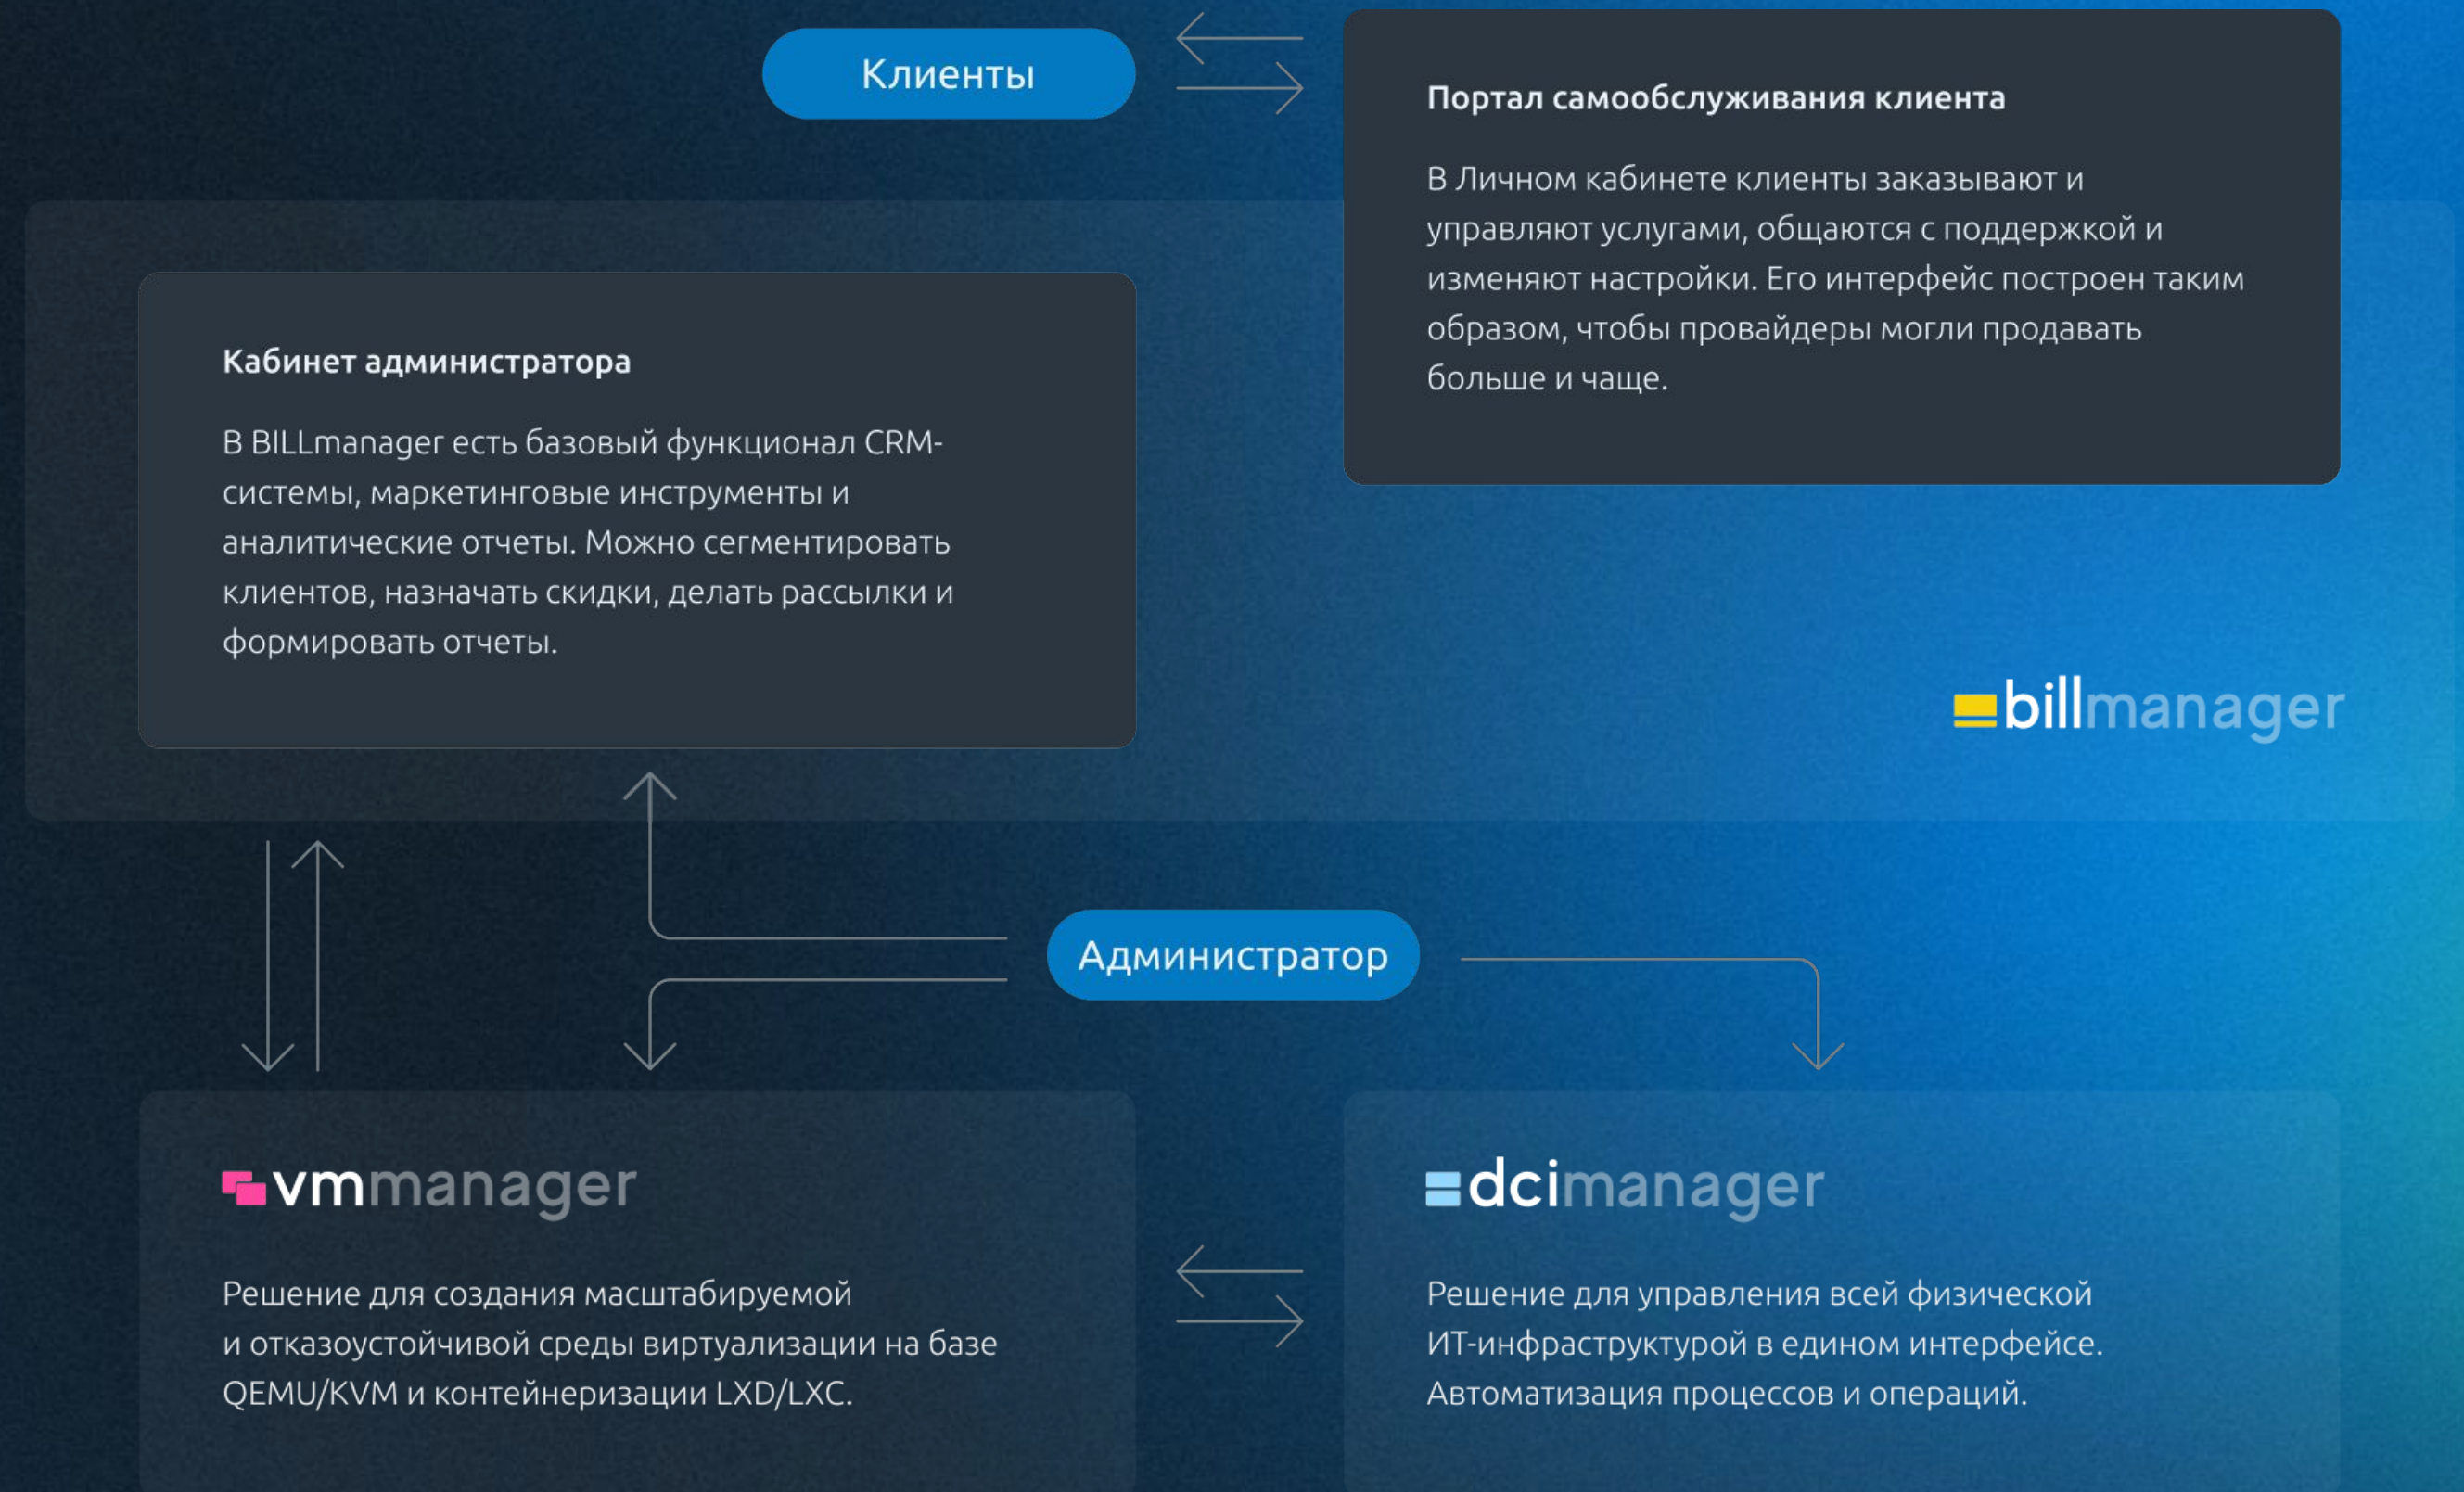 Клиенты
Портал самообслуживания клиента
В Личном кабинете клиенты заказывают и
управляют услугами, общаются с поддержкой и
изменяют настройки. Его интерфейс построен таким
образом, чтобы провайдеры могли продавать
больше и чаще.
Кабинет администратора
В BILLmanager есть базовый функционал CRM-
системы, маркетинговые инструменты и
аналитические отчеты. Можно сегментировать
клиентов, назначать скидки, делать рассылки и
формировать отчеты.
billmanager
Администратор
vmmanager
Решение для создания масштабируемой
и отказоустойчивой среды виртуализации на базе
QEMU/KVM и контейнеризации LXD/LXC.
dcimanager
Решение для управления всей физической
ИТ-инфраструктурой в едином интерфейсе.
Автоматизация процессов и операций.